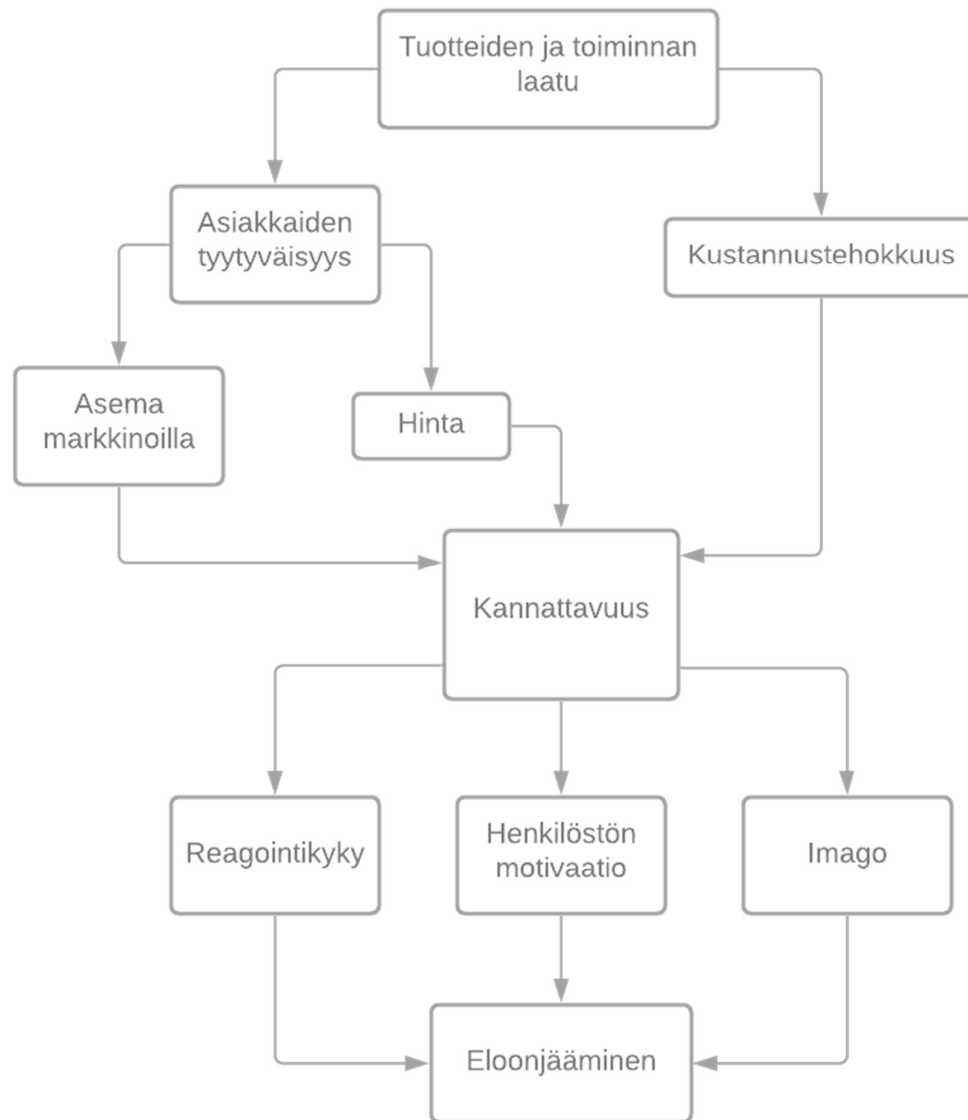 Tuotteiden ja toiminnan
laatu
Asiakkaiden
tyytyväisyys
Kustannustehokkuus
Asema
markkinoilla
Hinta
Kannattavuus
Reagointikyky
Henkilöstön
motivaatio
Imago
Eloonjääminen